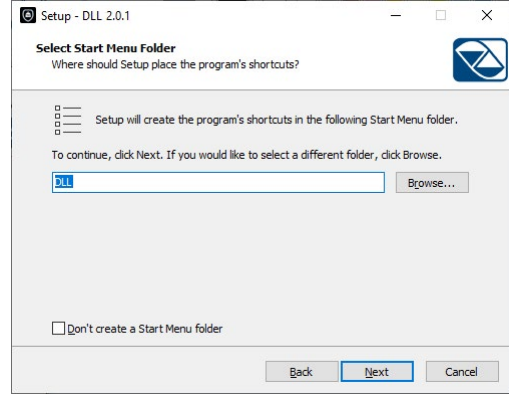 Setup - DLL 2.0.1
Select Start Menu Folder
Where should Setup place the program's shortcuts?
Setup will create the program's shortcuts in the following Start Menu folder.
To continue, click Next. If you would like to select a different folder, click Browse.
DLL
Browse...
Don't create a Start Menu folder
Back
Next
Cancel